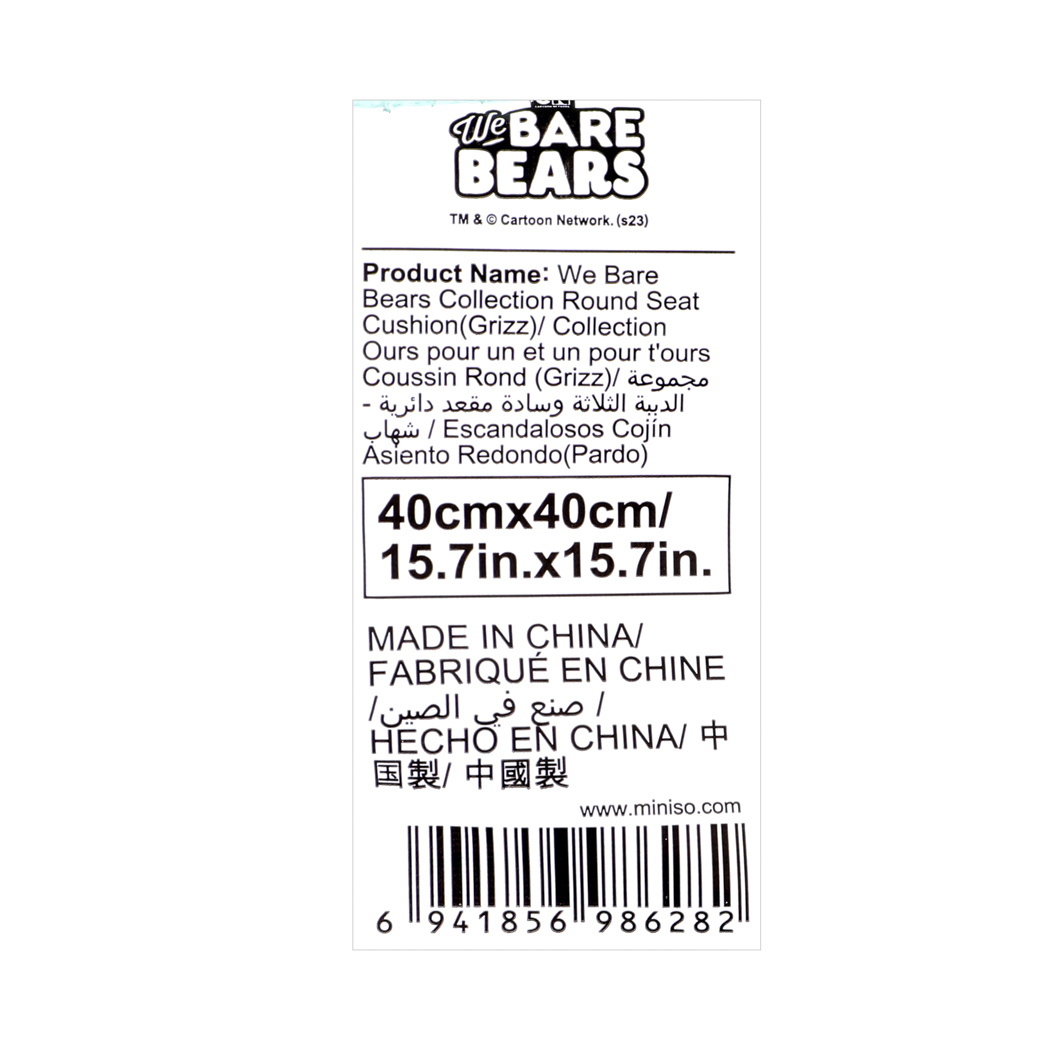 We BARE
BEARS
TM & © Cartoon Network. (s23)
Product Name: We Bare
Bears Collection Round Seat
Cushion(Grizz)/ Collection
Ours pour un et un pour t'ours
Coussin Rond (Grizz)/ مجموعة
الدببة الثلاثة وسادة مقعد دائرية -
شهاب / Escandalosos Cojín
Asiento Redondo(Pardo)
40cmx40cm/
15.7in.x15.7in.
MADE IN CHINA/
FABRIQUÉ EN CHINE
/ صنع في الصين/
HECHO EN CHINA/ 中
国製/ 中國製
www.miniso.com
6 941856 986282